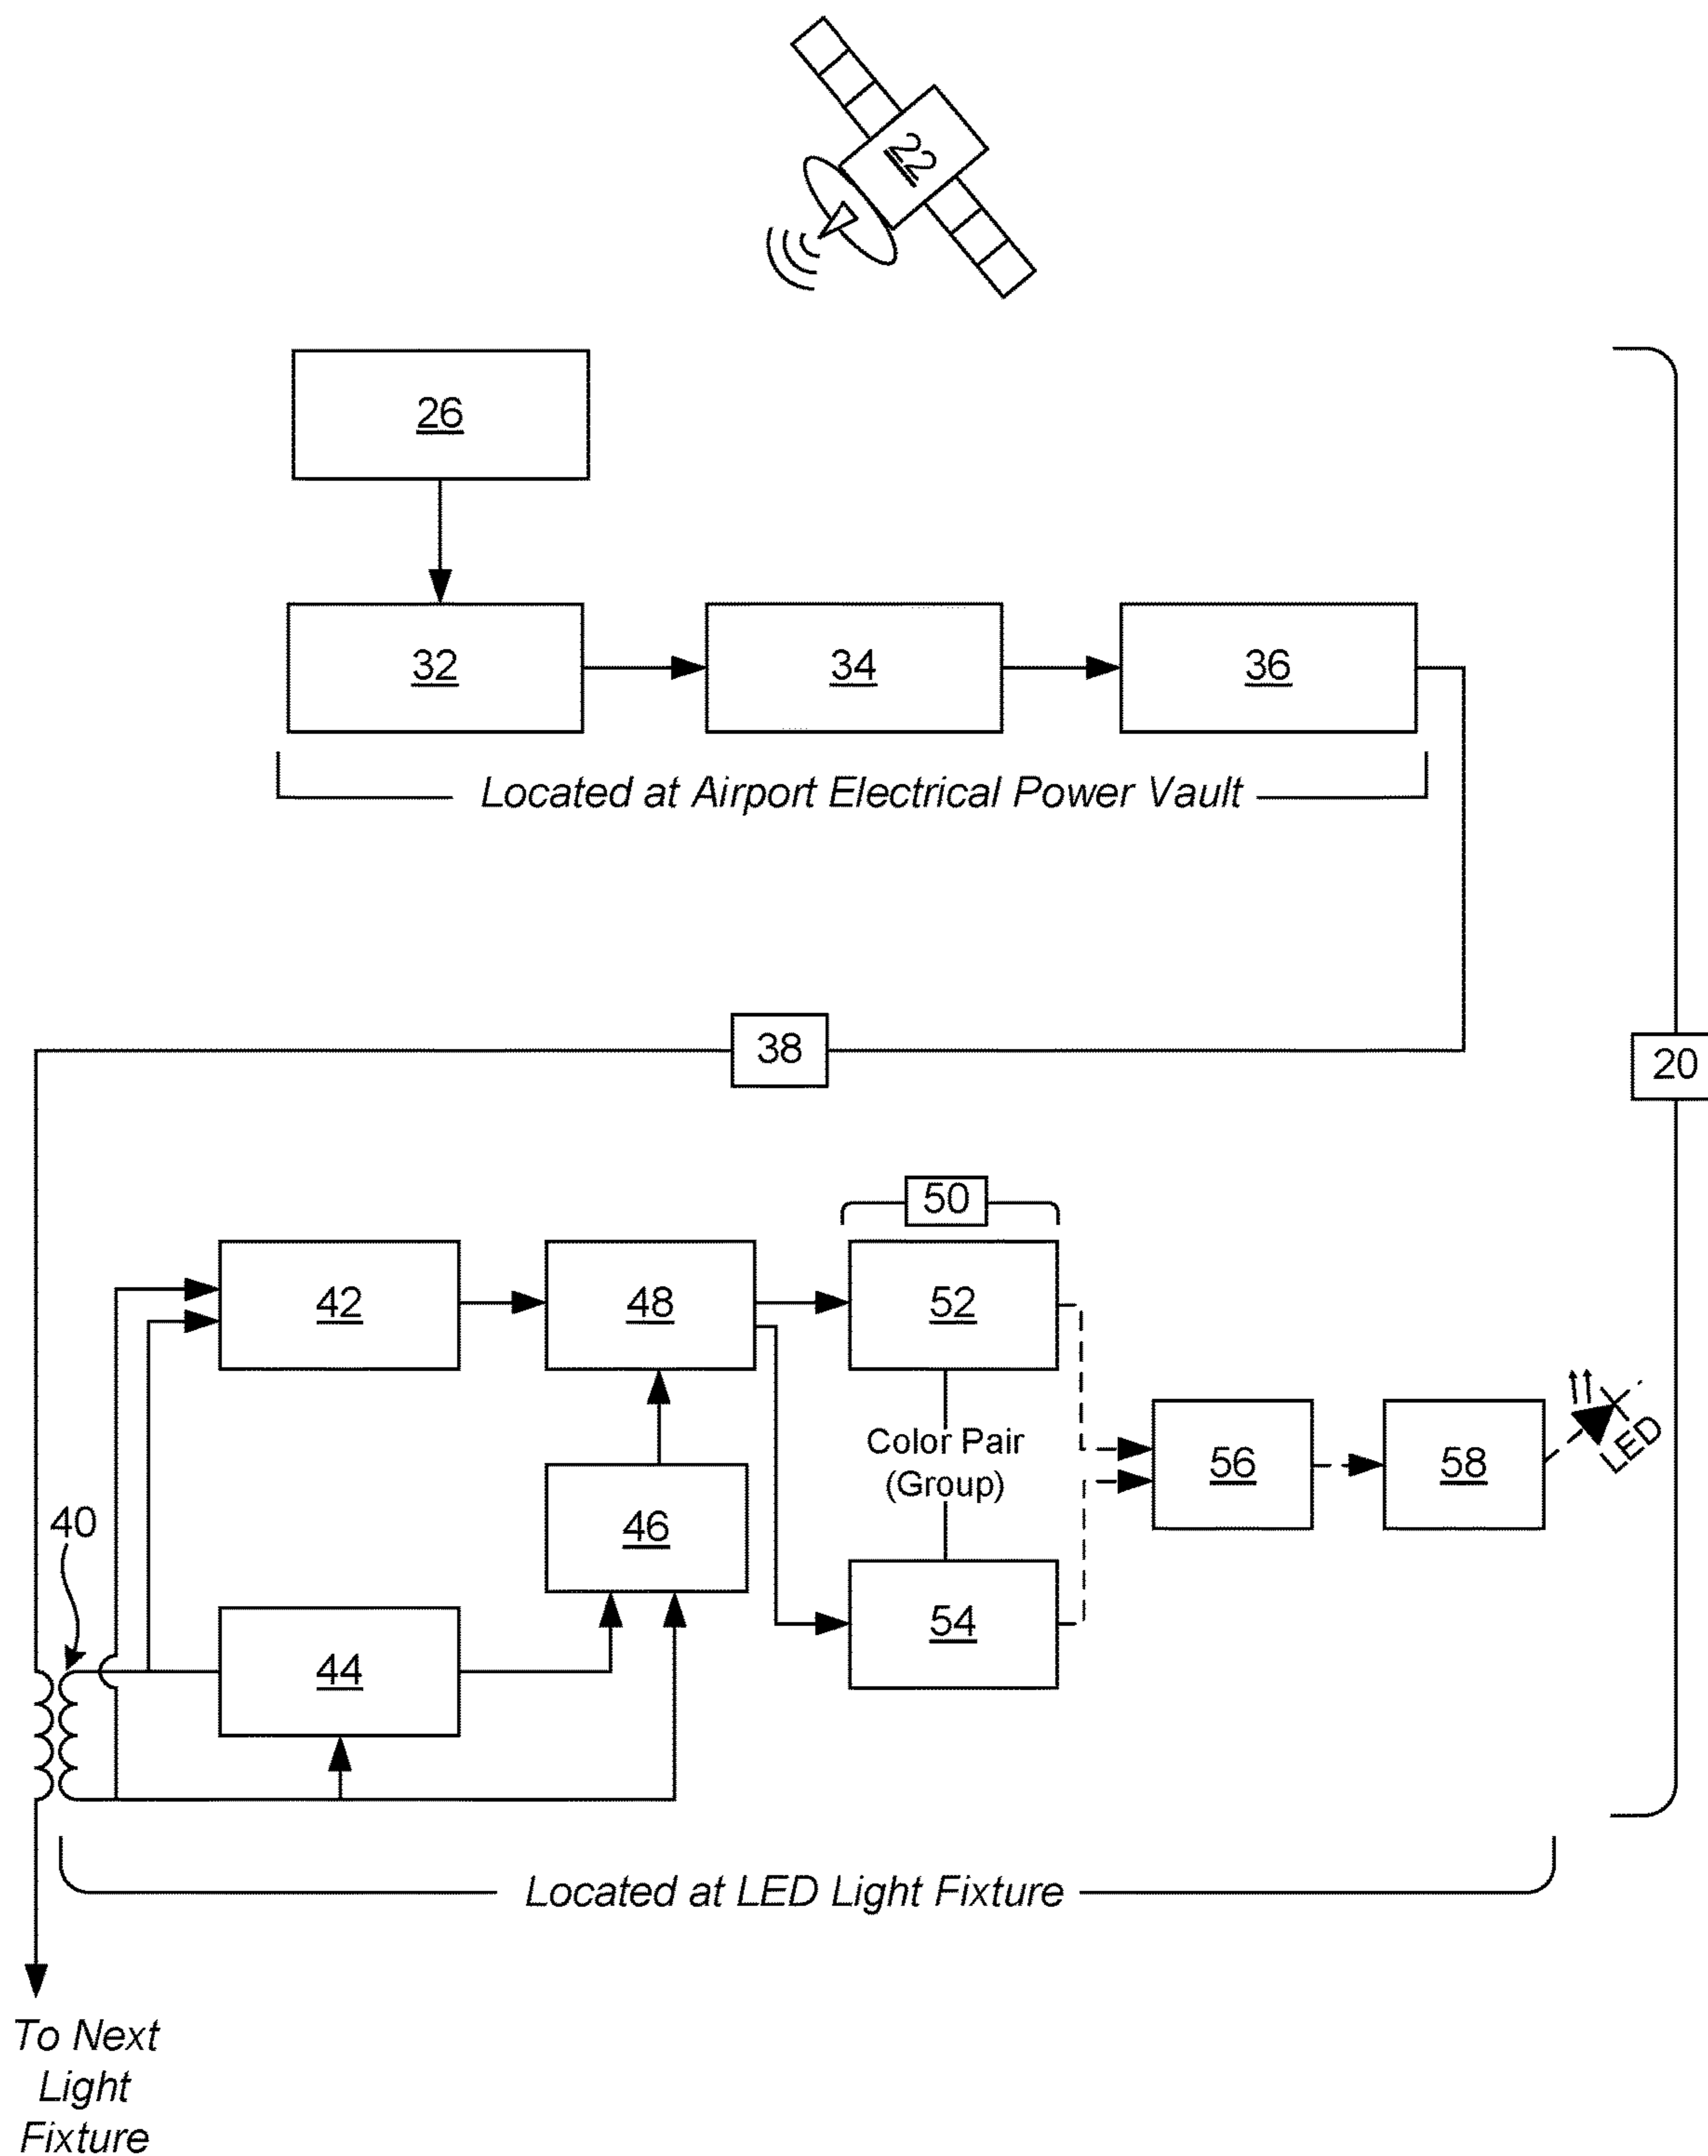 22
26
32
34
36
Located at Airport Electrical Power Vault
38
20
50
42
48
52
Color Pair
(Group)
LED
56
58
40
46
54
44
Located at LED Light Fixture
To Next
Light
Fixture